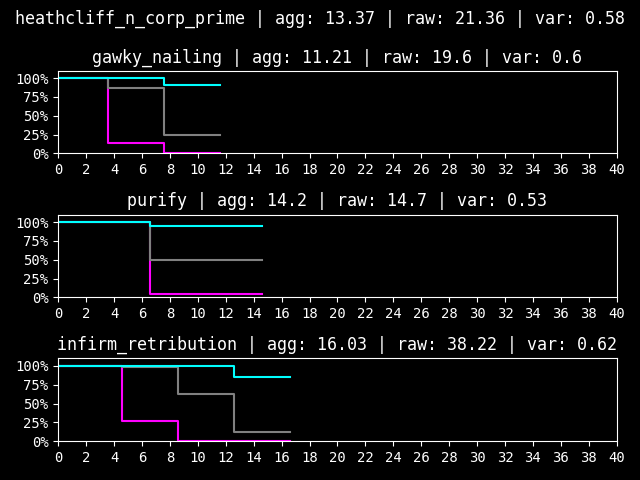 heathcliff_n_corp_prime | agg: 13.37 | raw: 21.36 | var: 0.58
gawky_nailing | agg: 11.21 | raw: 19.6 | var: 0.6
100%
75%
50%
25%
0%
0 2 4 6 8 10 12 14 16 18 20 22 24 26 28 30 32 34 36 38 40
purify | agg: 14.2 | raw: 14.7 | var: 0.53
100%
75%
50%
25%
0%
0 2 4 6 8 10 12 14 16 18 20 22 24 26 28 30 32 34 36 38 40
infirm_retribution | agg: 16.03 | raw: 38.22 | var: 0.62
100%
75%
50%
25%
0%
0 2 4 6 8 10 12 14 16 18 20 22 24 26 28 30 32 34 36 38 40